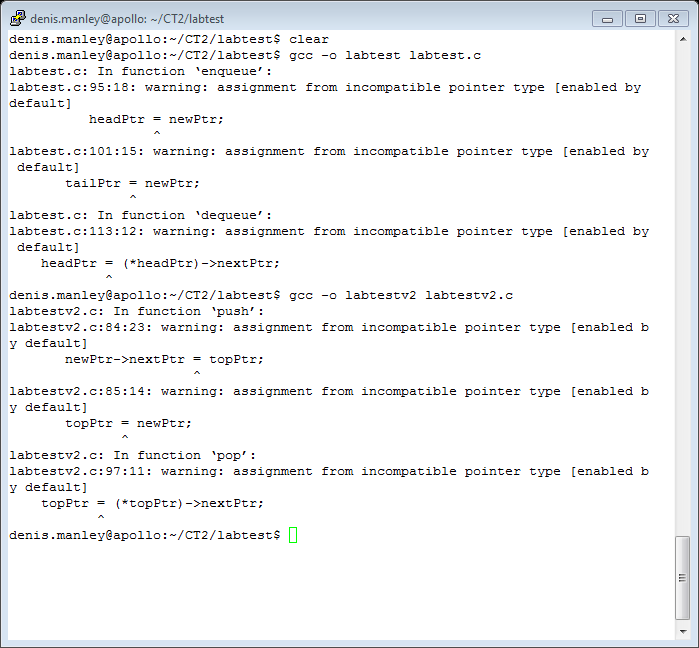 denis.manley@apollo: ~/CT2/labtest
denis.manley@apollo:~/CT2/labtest$ clear
denis.manley@apollo:~/CT2/labtest$ gcc -o labtest labtest.c
labtest.c: In function ‘enqueue’:
labtest.c:95:18: warning: assignment from incompatible pointer type [enabled by
default]
          headPtr = newPtr;
                  ^
labtest.c:101:15: warning: assignment from incompatible pointer type [enabled by
 default]
       tailPtr = newPtr;
               ^
labtest.c: In function ‘dequeue’:
labtest.c:113:12: warning: assignment from incompatible pointer type [enabled by
 default]
    headPtr = (*headPtr)->nextPtr;
            ^
denis.manley@apollo:~/CT2/labtest$ gcc -o labtestv2 labtestv2.c
labtestv2.c: In function ‘push’:
labtestv2.c:84:23: warning: assignment from incompatible pointer type [enabled b
y default]
       newPtr->nextPtr = topPtr;
                       ^
labtestv2.c:85:14: warning: assignment from incompatible pointer type [enabled b
y default]
       topPtr = newPtr;
              ^
labtestv2.c: In function ‘pop’:
labtestv2.c:97:11: warning: assignment from incompatible pointer type [enabled b
y default]
    topPtr = (*topPtr)->nextPtr;
           ^
denis.manley@apollo:~/CT2/labtest$